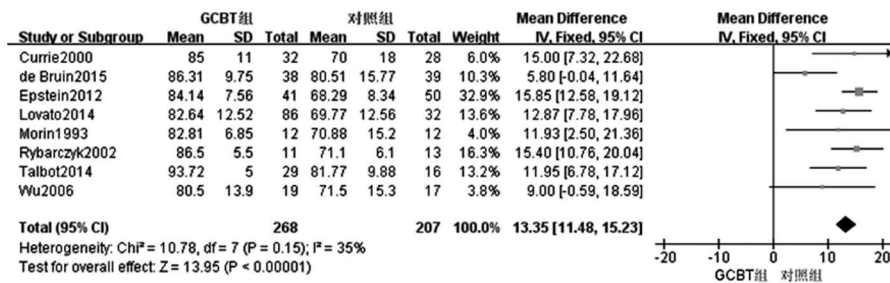 GCBT组 对照组 Mean Difference Mean Difference
Study or Subgroup Mean SD Total Mean SD Total Weight IV, Fixed, 95% CI IV, Fixed, 95% CI
Currie2000 85 11 32 70 18 28 6.0% 15.00 [7.32, 22.68]
de Bruin2015 86.31 9.75 38 80.51 15.77 39 10.3% 5.80 [-0.04, 11.64]
Epstein2012 84.14 7.56 41 68.29 8.34 50 32.9% 15.85 [12.58, 19.12]
Lovato2014 82.64 12.52 86 69.77 12.56 32 13.6% 12.87 [7.78, 17.96]
Morin1993 82.81 6.85 12 70.88 15.2 12 4.0% 11.93 [2.50, 21.36]
Rybarczyk2002 86.5 5.5 11 71.1 6.1 13 16.3% 15.40 [10.76, 20.04]
Talbot2014 93.72 5 29 81.77 9.88 16 13.2% 11.95 [6.78, 17.12]
Wu2006 80.5 13.9 19 71.5 15.3 17 3.8% 9.00 [-0.59, 18.59]
Total (95% CI) 268 207 100.0% 13.35 [11.48, 15.23]
Heterogeneity: Chi² = 10.78, df = 7 (P = 0.15); I² = 35%
Test for overall effect: Z = 13.95 (P < 0.00001)
-20 -10 0 10 20
GCBT组 对照组